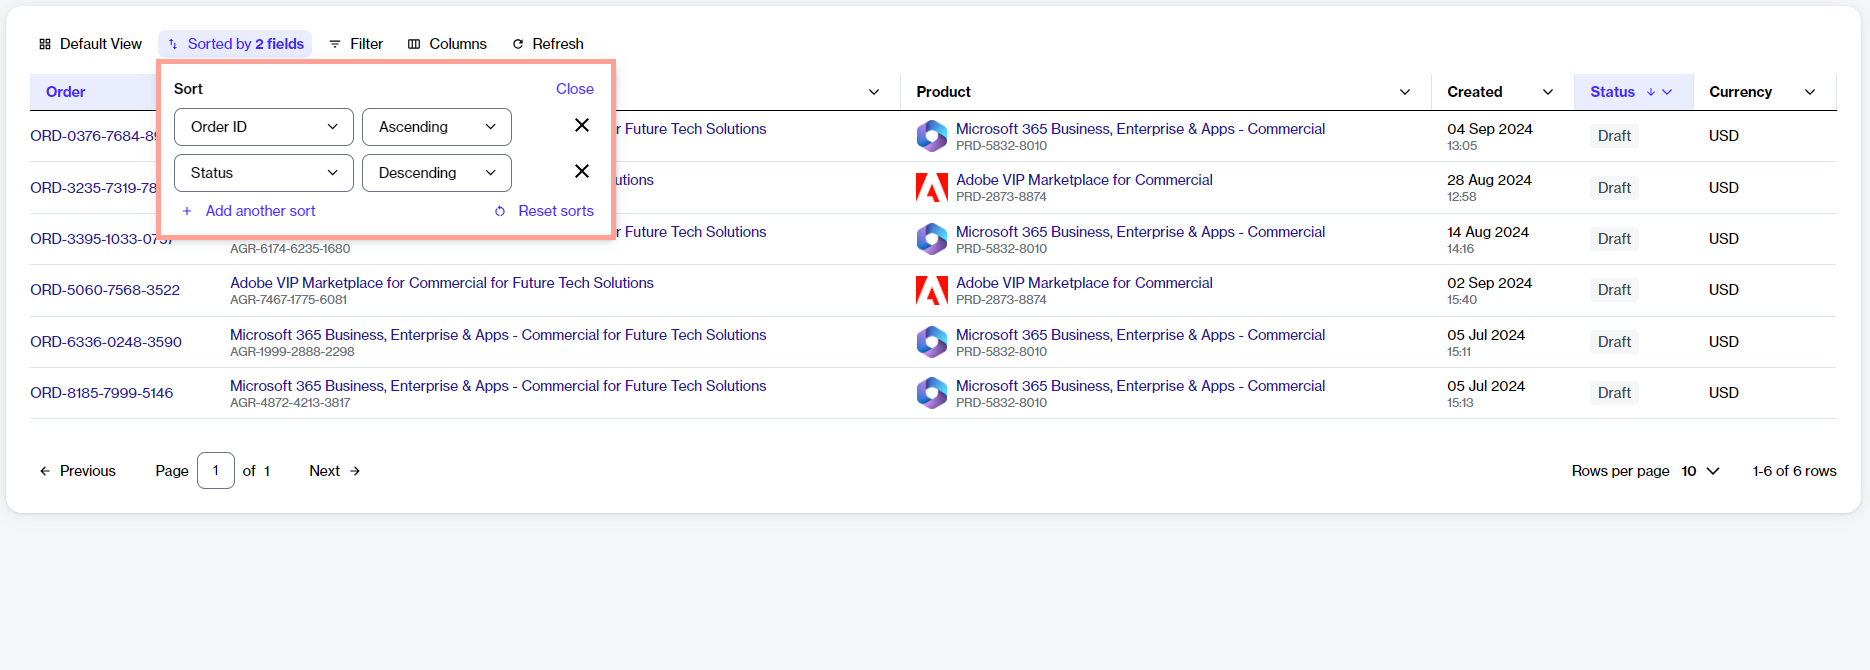 Default View Sorted by 2 fields Filter Columns Refresh
Order Product Created Status Currency
Sort Close
Order ID Ascending
Status Descending
+ Add another sort Reset sorts
ORD-0376-7684- r Future Tech Solutions Microsoft 365 Business, Enterprise & Apps - Commercial 04 Sep 2024 Draft USD
PRD-5832-8010 13:05
ORD-3235-7319-78 utions Adobe VIP Marketplace for Commercial 28 Aug 2024 Draft USD
PRD-2873-8874 12:58
ORD-3395-1033- r Future Tech Solutions Microsoft 365 Business, Enterprise & Apps - Commercial 14 Aug 2024 Draft USD
AGR-6174-6235-1680 PRD-5832-8010 14:16
ORD-5060-7568-3522 Adobe VIP Marketplace for Commercial for Future Tech Solutions Adobe VIP Marketplace for Commercial 02 Sep 2024 Draft USD
AGR-7467-1775-6081 PRD-2873-8874 15:40
ORD-6336-0248-3590 Microsoft 365 Business, Enterprise & Apps - Commercial for Future Tech Solutions Microsoft 365 Business, Enterprise & Apps - Commercial 05 Jul 2024 Draft USD
AGR-1999-2888-2298 PRD-5832-8010 15:11
ORD-8185-7999-5146 Microsoft 365 Business, Enterprise & Apps - Commercial for Future Tech Solutions Microsoft 365 Business, Enterprise & Apps - Commercial 05 Jul 2024 Draft USD
AGR-4872-4213-3817 PRD-5832-8010 15:13
Previous Page 1 of 1 Next Rows per page 10 1-6 of 6 rows